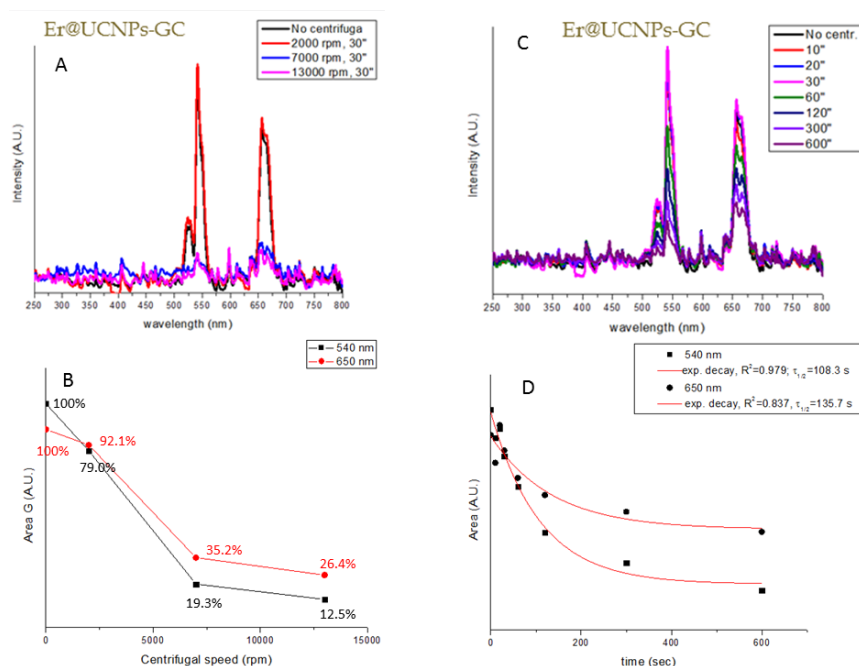 Er@UCNPs-GC
A
No centrifuga
2000 rpm, 30"
7000 rpm, 30"
13000 rpm, 30"
Intensity (A.U.)
250 300 350 400 450 500 550 600 650 700 750 800
wavelength (nm)
C
Er@UCNPs-GC
No centr.
10"
20"
30"
60"
120"
300"
600"
Intensity (A.U.)
250 300 350 400 450 500 550 600 650 700 750 800
wavelength (nm)
B
540 nm
650 nm
100%
100%
92.1%
79.0%
35.2%
26.4%
19.3%
12.5%
Area G (A.U.)
0 5000 10000 15000
Centrifugal speed (rpm)
D
540 nm
exp. decay, R²=0.979; τ1/2=108.3 s
650 nm
exp. decay, R²=0.837, τ1/2=135.7 s
Area (A.U.)
0 200 400 600
time (sec)